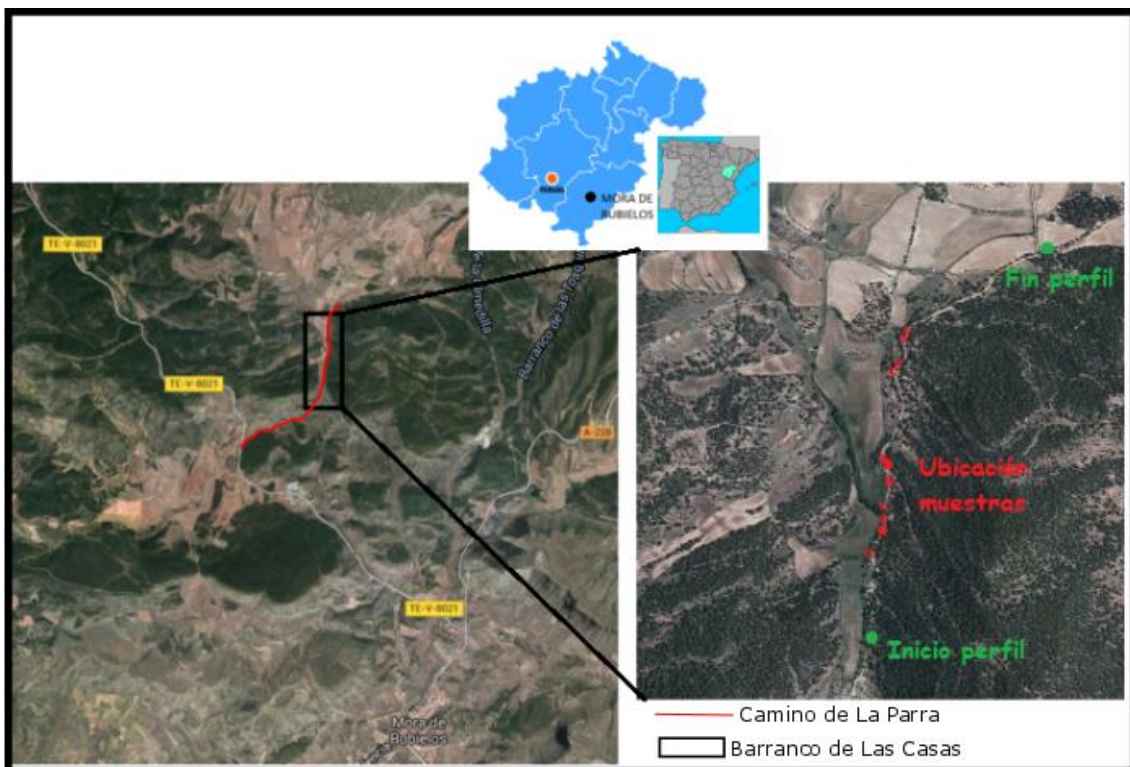 TERUEL
MORA DE
RUBIELOS
TE-V-8021
TE-V-8021
Barranco de las
A-228
TE-V-8021
Mora de
Rubielos
Fin perfil
Ubicación
muestras
Inicio perfil
Camino de La Parra
Barranco de Las Casas